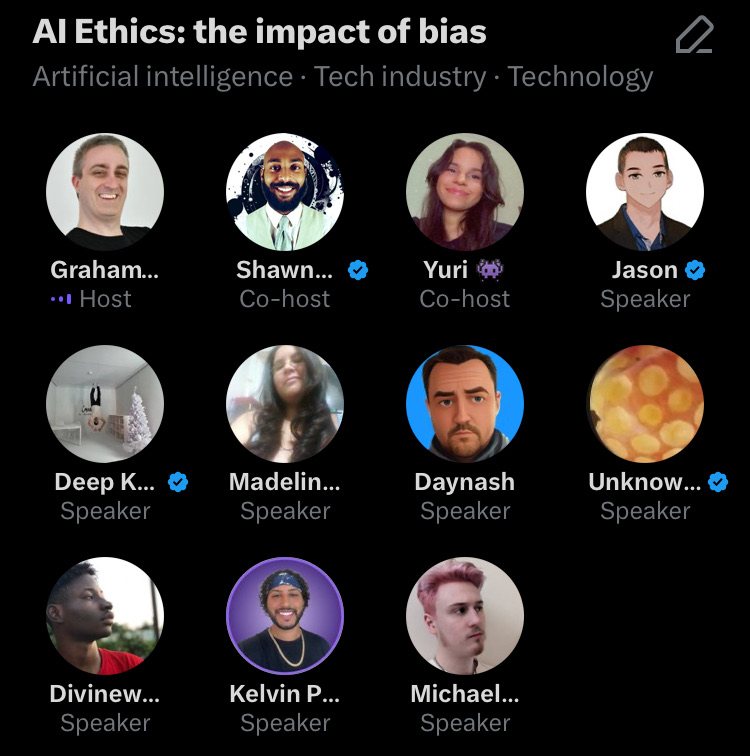 AI Ethics: the impact of bias
Artificial intelligence · Tech industry · Technology
Graham... Shawn... Yuri 👾 Jason
Host Co-host Co-host Speaker
Deep K... Madelin... Daynash Unknow...
Speaker Speaker Speaker Speaker
Divinew... Kelvin P... Michael...
Speaker Speaker Speaker